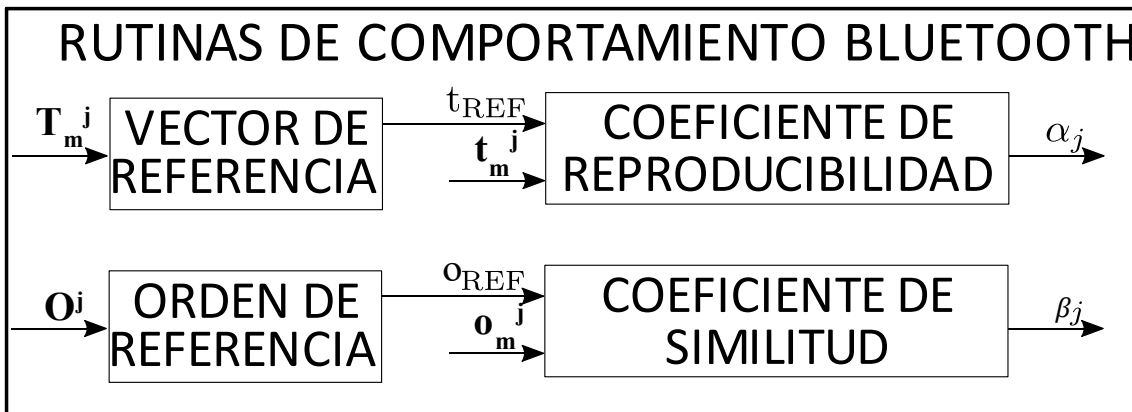 RUTINAS DE COMPORTAMIENTO BLUETOOTH
T_m^j
VECTOR DE
REFERENCIA
t_REF
t_m^j
COEFICIENTE DE
REPRODUCIBILIDAD
α_j
O^j
ORDEN DE
REFERENCIA
o_REF
o_m^j
COEFICIENTE DE
SIMILITUD
β_j